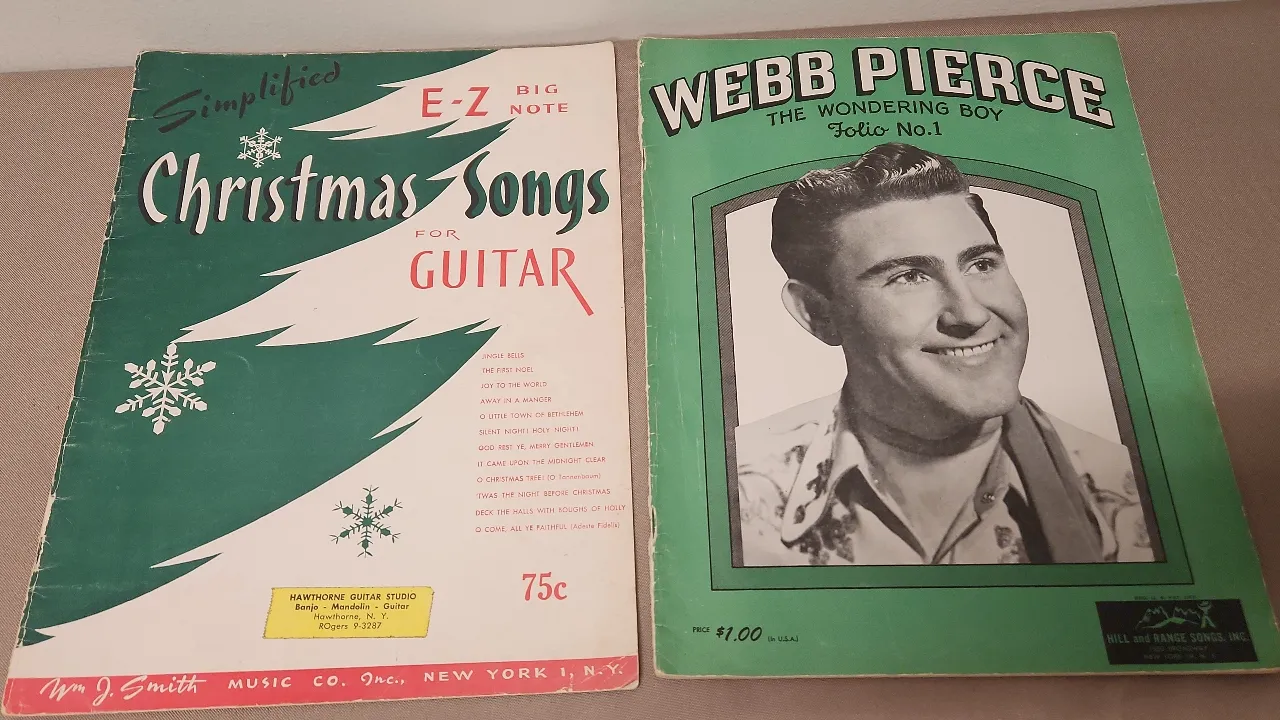 Simplified
E-Z BIG NOTE
Christmas Songs
FOR
GUITAR
JINGLE BELLS
THE FIRST NOEL
JOY TO THE WORLD
AWAY IN A MANGER
O LITTLE TOWN OF BETHLEHEM
SILENT NIGHT! HOLY NIGHT!
GOD REST YE, MERRY GENTLEMEN
IT CAME UPON THE MIDNIGHT CLEAR
O CHRISTMAS TREE! (O Tannenbaum)
'TWAS THE NIGHT BEFORE CHRISTMAS
DECK THE HALLS WITH BOUGHS OF HOLLY
O COME, ALL YE FAITHFUL (Adeste Fidelis)
75c
HAWTHORNE GUITAR STUDIO
Banjo - Mandolin - Guitar
Hawthorne, N. Y.
ROgers 9-3287
Wm J. Smith MUSIC CO. Inc., NEW YORK 1, N.Y.
WEBB PIERCE
THE WONDERING BOY
Folio No.1
PRICE $1.00 (in U.S.A.)
HILL and RANGE SONGS, INC.
BROADWAY
NEW YORK